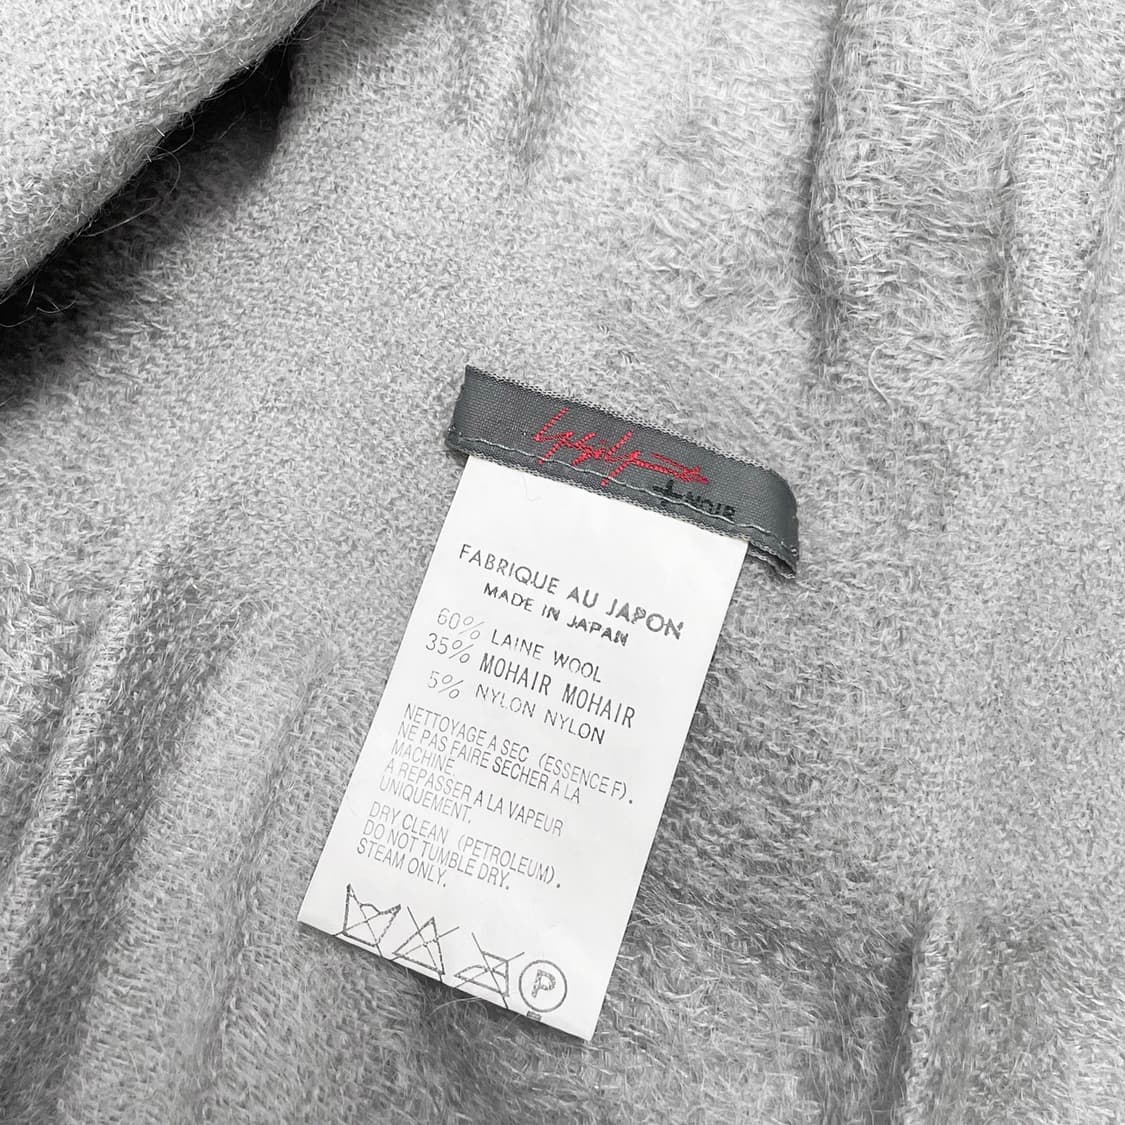 +NOIR
FABRIQUE AU JAPON
MADE IN JAPAN
60% LAINE WOOL
35% MOHAIR MOHAIR
5% NYLON NYLON
NETTOYAGE A SEC (ESSENCE F).
NE PAS FAIRE SECHER A LA
MACHINE.
A REPASSER A LA VAPEUR
UNIQUEMENT.
DRY CLEAN (PETROLEUM).
DO NOT TUMBLE DRY.
STEAM ONLY.
P